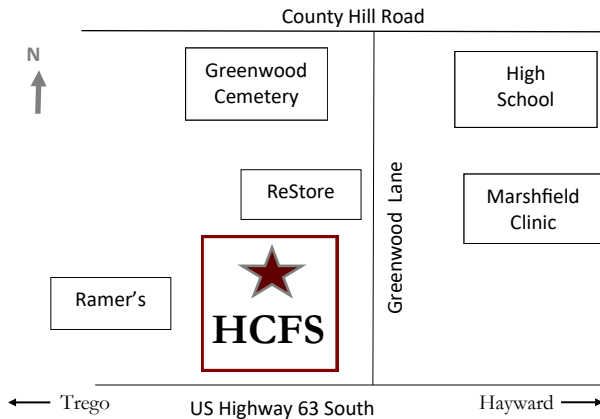 County Hill Road
N
Greenwood
Cemetery
High
School
ReStore
Greenwood Lane
Marshfield
Clinic
Ramer’s
HCFS
Trego
US Highway 63 South
Hayward